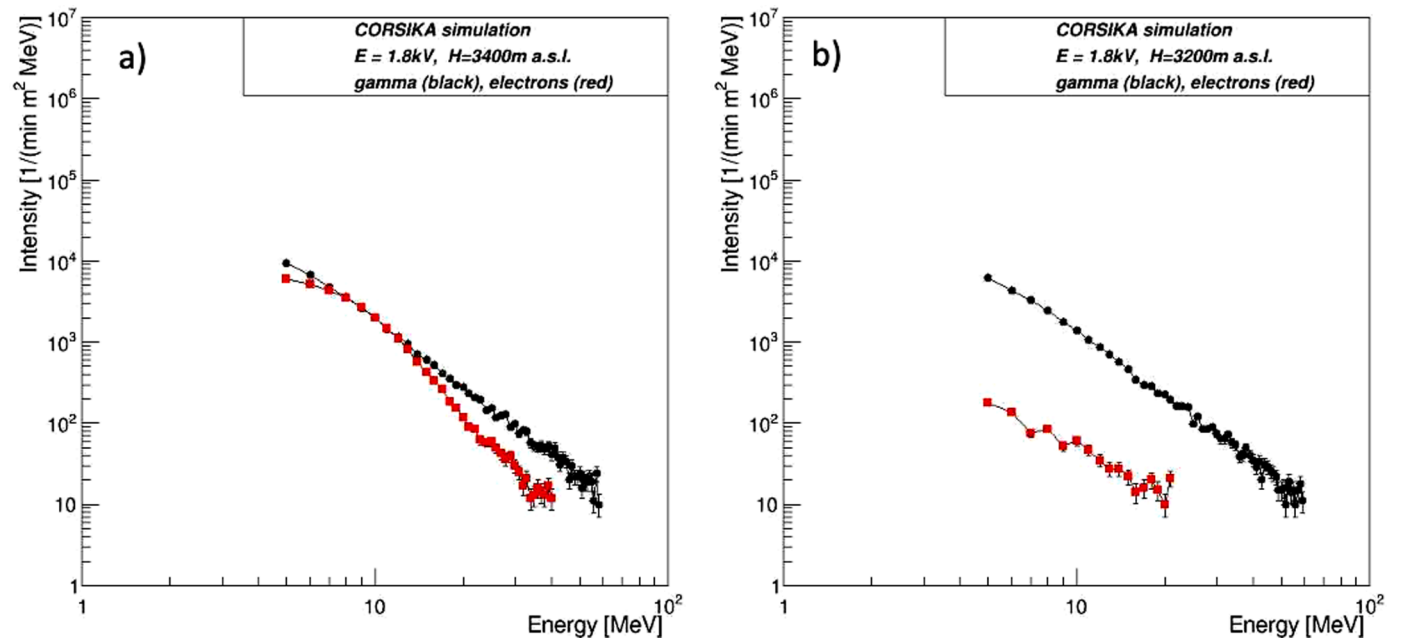 a)
CORSIKA simulation
E = 1.8kV, H=3400m a.s.l.
gamma (black), electrons (red)
Intensity [1/(min m² MeV)]
10⁷
10⁶
10⁵
10⁴
10³
10²
10
1
1
10
10²
Energy [MeV]
b)
CORSIKA simulation
E = 1.8kV, H=3200m a.s.l.
gamma (black), electrons (red)
Intensity [1/(min m² MeV)]
10⁷
10⁶
10⁵
10⁴
10³
10²
10
1
1
10
10²
Energy [MeV]